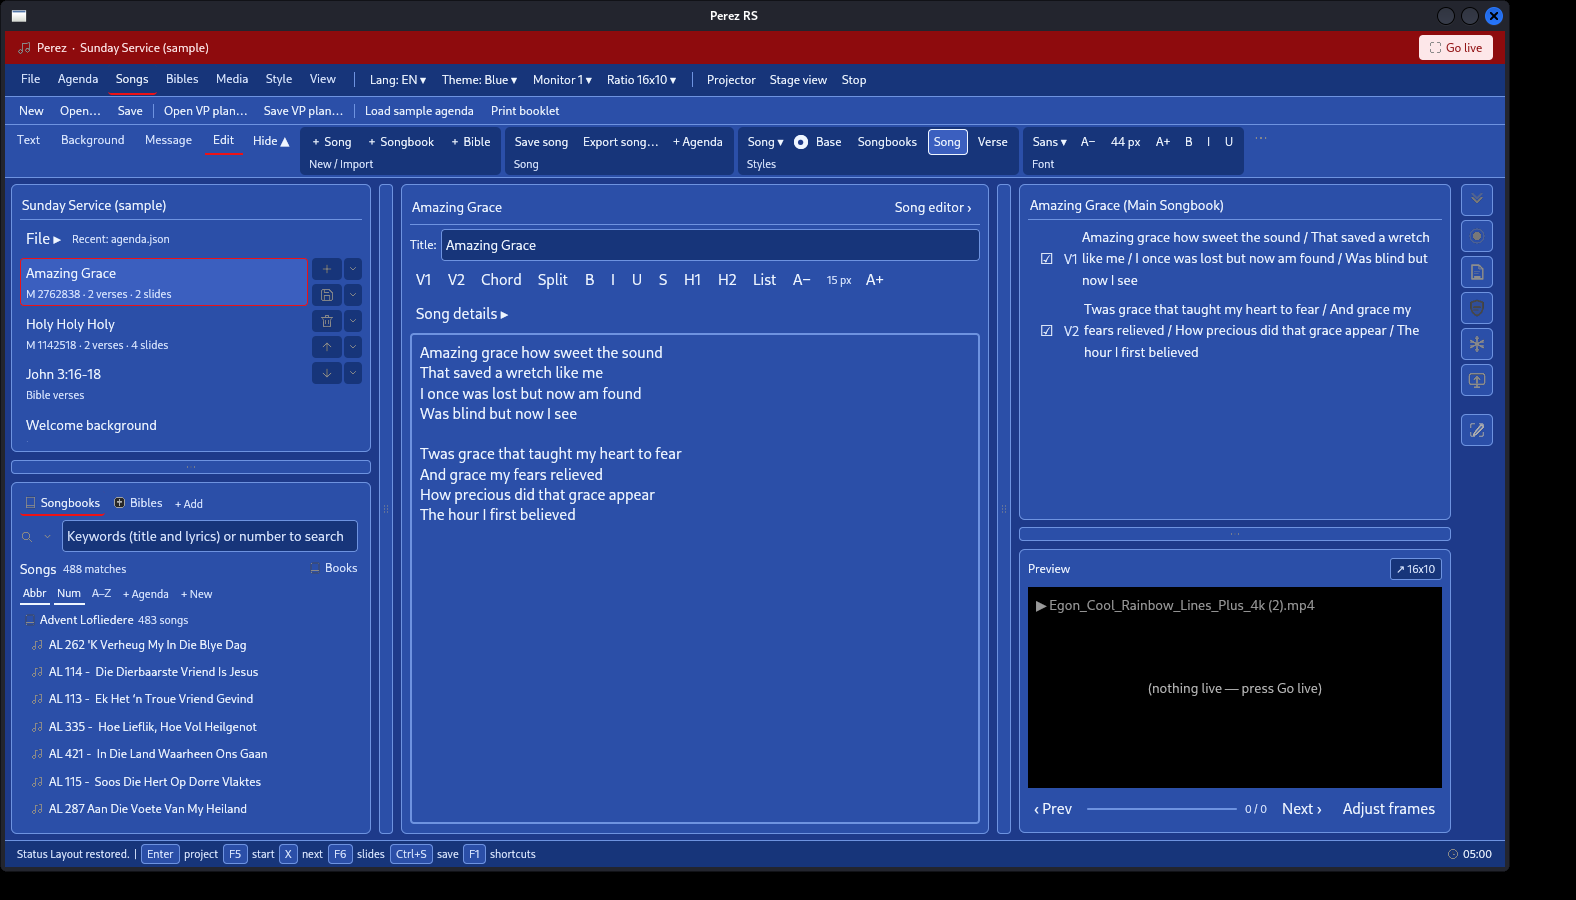 Perez RS
Perez · Sunday Service (sample)
Go live
File Agenda Songs Bibles Media Style View Lang: EN ▾ Theme: Blue ▾ Monitor 1 ▾ Ratio 16x10 ▾ Projector Stage view Stop
New Open... Save Open VP plan... Save VP plan... Load sample agenda Print booklet
Text Background Message Edit Hide ▲
+ Song + Songbook + Bible
New / Import
Save song Export song... + Agenda
Song
Song ▾ Base Songbooks Song Verse
Styles
Sans ▾ A− 44 px A+ B I U
Font
...
Sunday Service (sample)
File ▸ Recent: agenda.json
Amazing Grace
M 2762838 · 2 verses · 2 slides
Holy Holy Holy
M 1142518 · 2 verses · 4 slides
John 3:16-18
Bible verses
Welcome background
Songbooks Bibles + Add
Keywords (title and lyrics) or number to search
Songs 488 matches Books
Abbr Num A–Z + Agenda + New
Advent Lofliedere 483 songs
AL 262 'K Verheug My In Die Blye Dag
AL 114 - Die Dierbaarste Vriend Is Jesus
AL 113 - Ek Het 'n Troue Vriend Gevind
AL 335 - Hoe Lieflik, Hoe Vol Heilgenot
AL 421 - In Die Land Waarheen Ons Gaan
AL 115 - Soos Die Hert Op Dorre Vlaktes
AL 287 Aan Die Voete Van My Heiland
Amazing Grace Song editor ›
Title: Amazing Grace
V1 V2 Chord Split B I U S H1 H2 List A− 15 px A+
Song details ▸
Amazing grace how sweet the sound
That saved a wretch like me
I once was lost but now am found
Was blind but now I see
Twas grace that taught my heart to fear
And grace my fears relieved
How precious did that grace appear
The hour I first believed
Amazing Grace (Main Songbook)
Amazing grace how sweet the sound / That saved a wretch
☑ V1 like me / I once was lost but now am found / Was blind but
now I see
Twas grace that taught my heart to fear / And grace my
☑ V2 fears relieved / How precious did that grace appear / The
hour I first believed
Preview ↗ 16x10
▶ Egon_Cool_Rainbow_Lines_Plus_4k (2).mp4
(nothing live — press Go live)
‹ Prev 0 / 0 Next › Adjust frames
Status Layout restored. | Enter project F5 start X next F6 slides Ctrl+S save F1 shortcuts
05:00